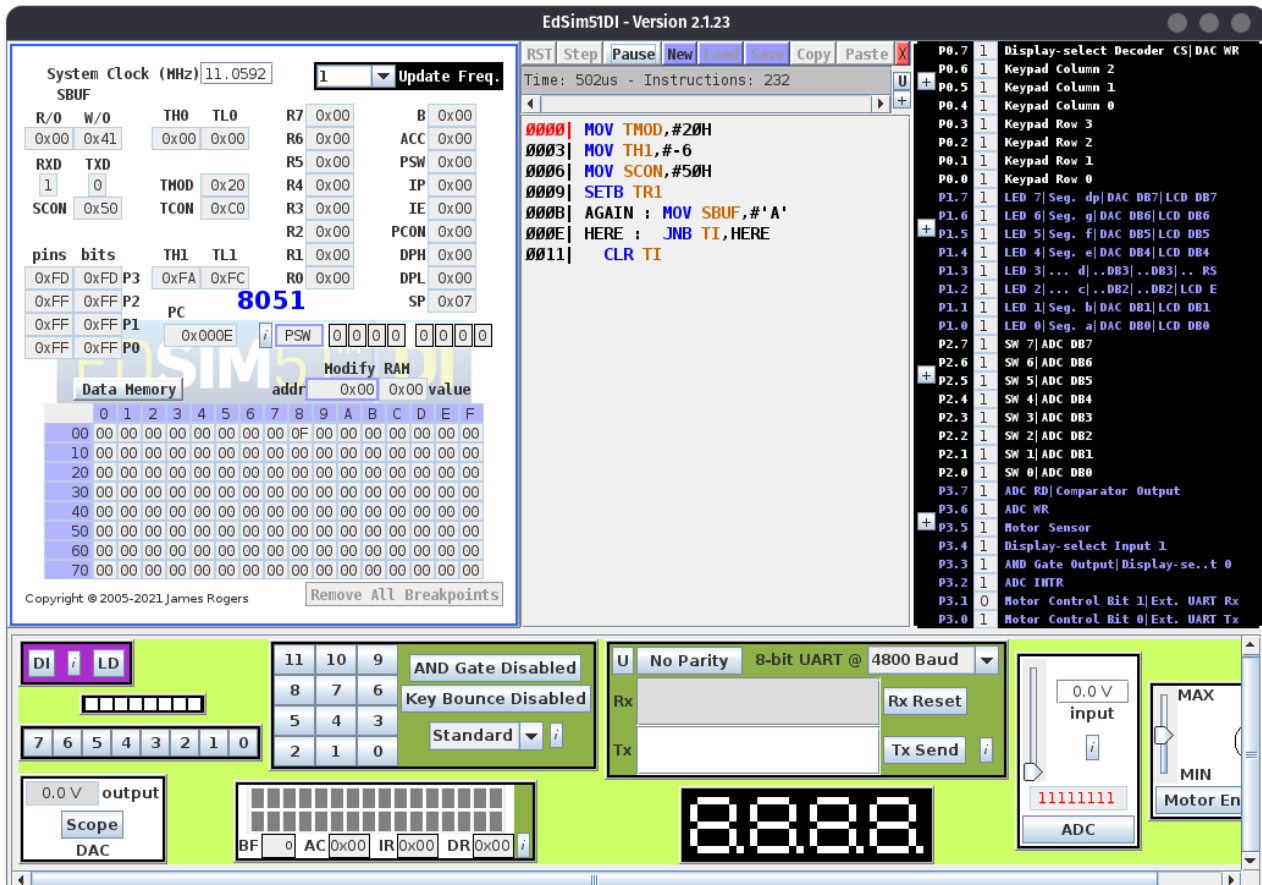 EdSim51DI - Version 2.1.23
System Clock (MHz) 11.0592 1 Update Freq.
SBUF
R/O W/O TH0 TL0 R7 0x00 B 0x00
0x00 0x41 0x00 0x00 R6 0x00 ACC 0x00
RXD TXD R5 0x00 PSW 0x00
1 0 TMOD 0x20 R4 0x00 IP 0x00
SCON 0x50 TCON 0xC0 R3 0x00 IE 0x00
R2 0x00 PCON 0x00
pins bits TH1 TL1 R1 0x00 DPH 0x00
0xFD 0xFD P3 0xFA 0xFC R0 0x00 DPL 0x00
0xFF 0xFF P2 8051 SP 0x07
0xFF 0xFF P1 PC
0xFF 0xFF P0 0x000E i PSW 0 0 0 0 0 0 0 0
EDSIM51 DI
TM
Modify RAM
Data Memory addr 0x00 0x00 value
0 1 2 3 4 5 6 7 8 9 A B C D E F
00 00 00 00 00 00 00 00 00 0F 00 00 00 00 00 00 00
10 00 00 00 00 00 00 00 00 00 00 00 00 00 00 00 00
20 00 00 00 00 00 00 00 00 00 00 00 00 00 00 00 00
30 00 00 00 00 00 00 00 00 00 00 00 00 00 00 00 00
40 00 00 00 00 00 00 00 00 00 00 00 00 00 00 00 00
50 00 00 00 00 00 00 00 00 00 00 00 00 00 00 00 00
60 00 00 00 00 00 00 00 00 00 00 00 00 00 00 00 00
70 00 00 00 00 00 00 00 00 00 00 00 00 00 00 00 00
Copyright © 2005-2021 James Rogers Remove All Breakpoints
RST Step Pause New Load Save Copy Paste X
Time: 502us - Instructions: 232 U
+
0000| MOV TMOD,#20H
0003| MOV TH1,#-6
0006| MOV SCON,#50H
0009| SETB TR1
000B| AGAIN : MOV SBUF,#'A'
000E| HERE : JNB TI,HERE
0011| CLR TI
P0.7 1 Display-select Decoder CS|DAC WR
P0.6 1 Keypad Column 2
+ P0.5 1 Keypad Column 1
P0.4 1 Keypad Column 0
P0.3 1 Keypad Row 3
P0.2 1 Keypad Row 2
P0.1 1 Keypad Row 1
P0.0 1 Keypad Row 0
P1.7 1 LED 7|Seg. dp|DAC DB7|LCD DB7
P1.6 1 LED 6|Seg. g|DAC DB6|LCD DB6
+ P1.5 1 LED 5|Seg. f|DAC DB5|LCD DB5
P1.4 1 LED 4|Seg. e|DAC DB4|LCD DB4
P1.3 1 LED 3|... d|..DB3|..DB3|.. RS
P1.2 1 LED 2|... c|..DB2|..DB2|LCD E
P1.1 1 LED 1|Seg. b|DAC DB1|LCD DB1
P1.0 1 LED 0|Seg. a|DAC DB0|LCD DB0
P2.7 1 SW 7|ADC DB7
P2.6 1 SW 6|ADC DB6
+ P2.5 1 SW 5|ADC DB5
P2.4 1 SW 4|ADC DB4
P2.3 1 SW 3|ADC DB3
P2.2 1 SW 2|ADC DB2
P2.1 1 SW 1|ADC DB1
P2.0 1 SW 0|ADC DB0
P3.7 1 ADC RD|Comparator Output
P3.6 1 ADC WR
+ P3.5 1 Motor Sensor
P3.4 1 Display-select Input 1
P3.3 1 AND Gate Output|Display-se..t 0
P3.2 1 ADC INTR
P3.1 0 Motor Control Bit 1|Ext. UART Rx
P3.0 1 Motor Control Bit 0|Ext. UART Tx
DI i LD
7 6 5 4 3 2 1 0
0.0 V output
Scope
DAC
11 10 9 AND Gate Disabled
8 7 6 Key Bounce Disabled
5 4 3 Standard i
2 1 0
BF 0 AC 0x00 IR 0x00 DR 0x00 i
U No Parity 8-bit UART @ 4800 Baud
Rx Rx Reset
Tx Tx Send i
8.8.8.8.
0.0 V
input
i
11111111
ADC
MAX
MIN
Motor En